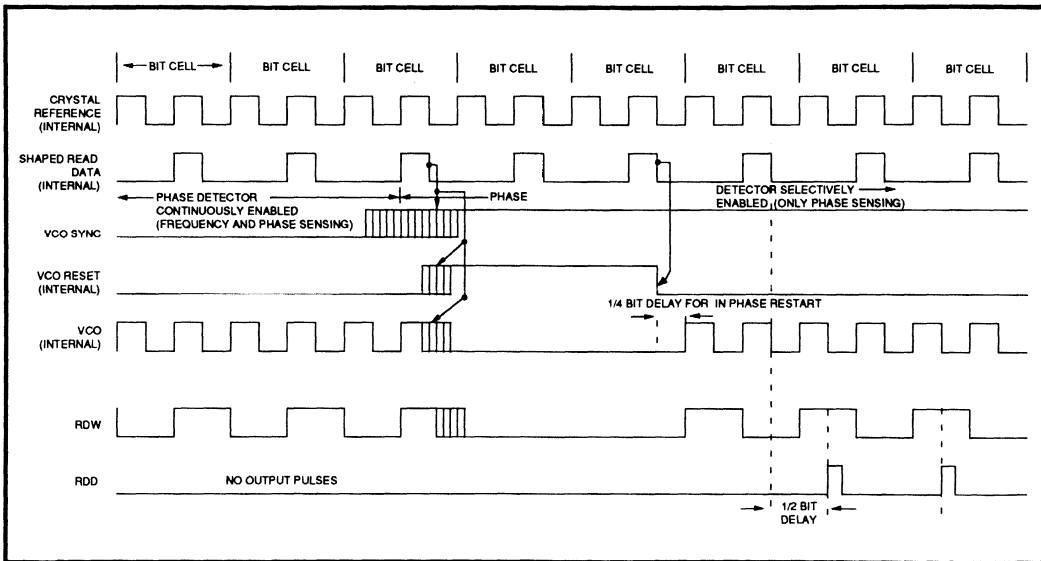 BIT CELL BIT CELL BIT CELL BIT CELL BIT CELL BIT CELL BIT CELL BIT CELL
CRYSTAL
REFERENCE
(INTERNAL)
SHAPED READ
DATA
(INTERNAL)
PHASE DETECTOR
CONTINUOUSLY ENABLED
(FREQUENCY AND PHASE SENSING)
PHASE
DETECTOR SELECTIVELY
ENABLED (ONLY PHASE SENSING)
VCO SYNC
VCO RESET
(INTERNAL)
1/4 BIT DELAY FOR IN PHASE RESTART
VCO
(INTERNAL)
RDW
RDD
NO OUTPUT PULSES
1/2 BIT
DELAY